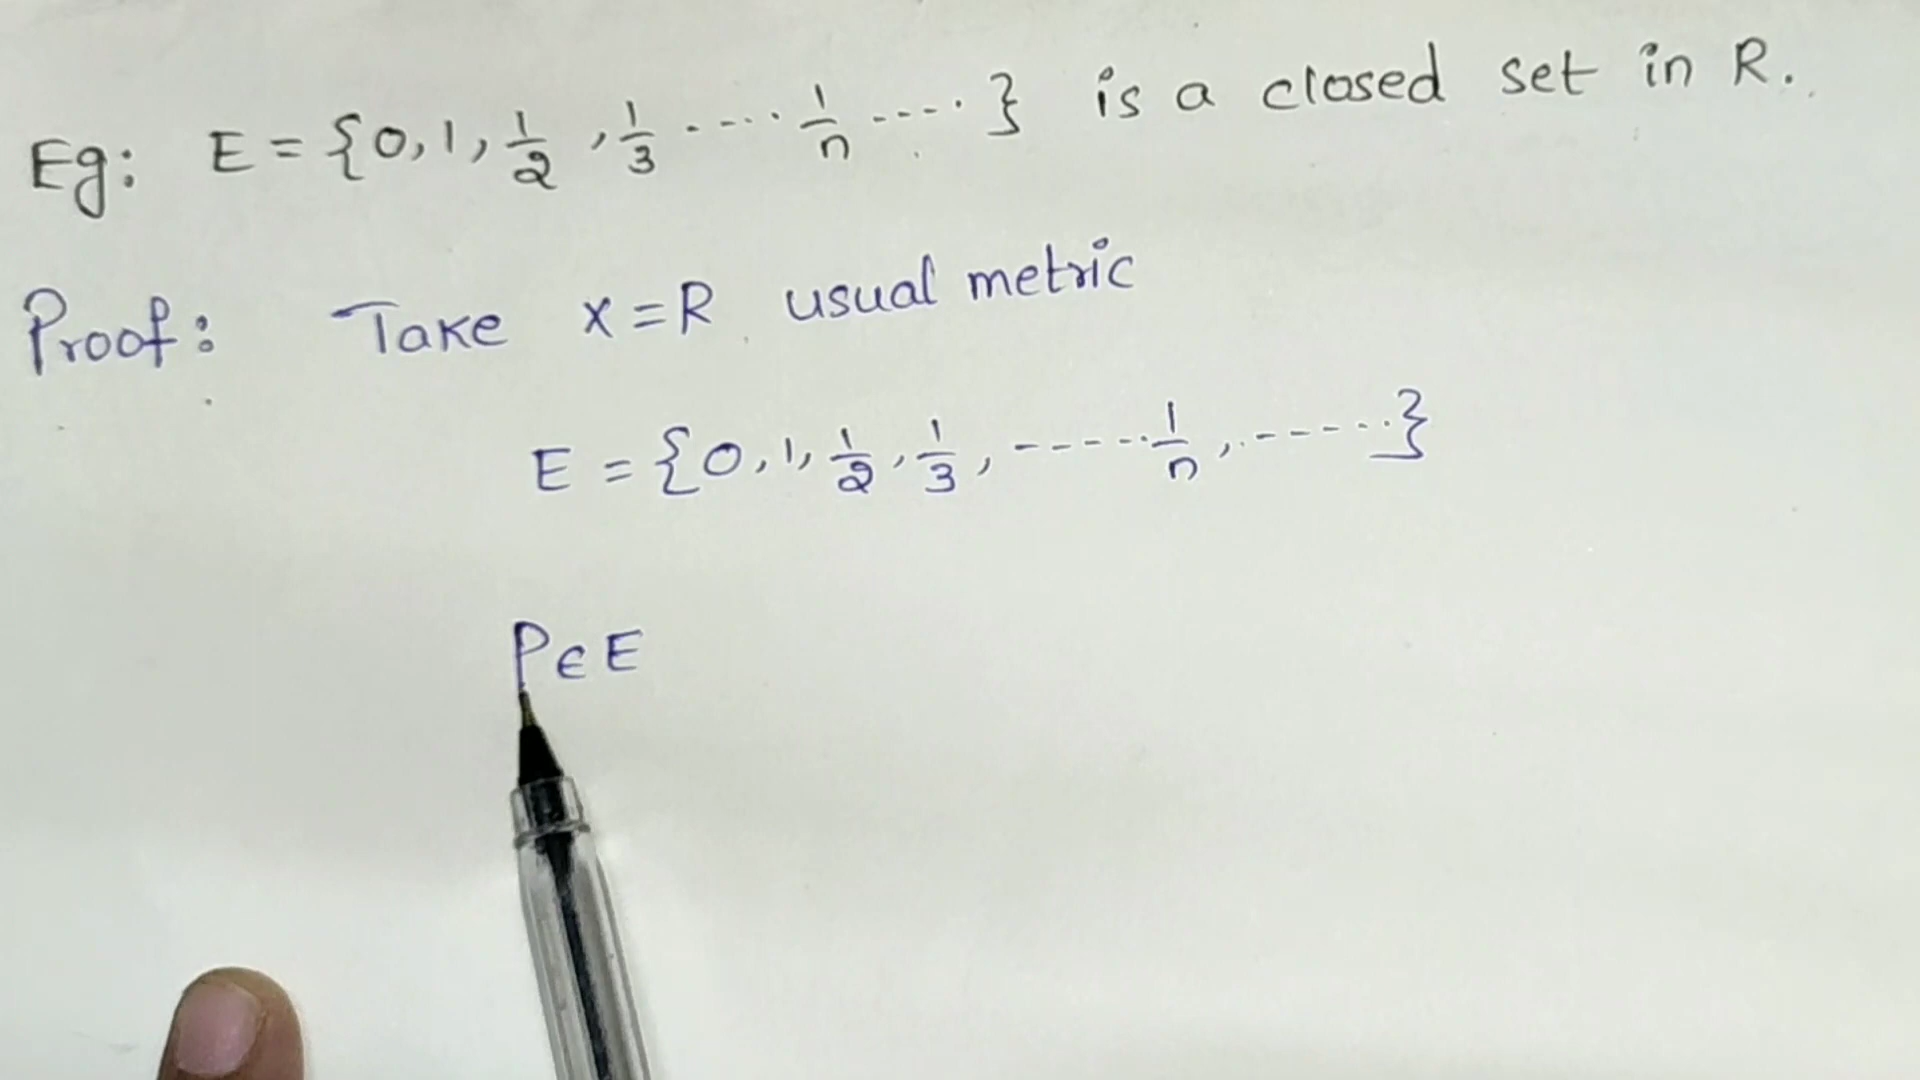 Eg: E = {0, 1, 1/2, 1/3 ------ 1/n ------ } is a closed set in R.
Proof: Take x = R usual metric
E = {0, 1, 1/2, 1/3, ------ 1/n, ------ }
P ∈ E